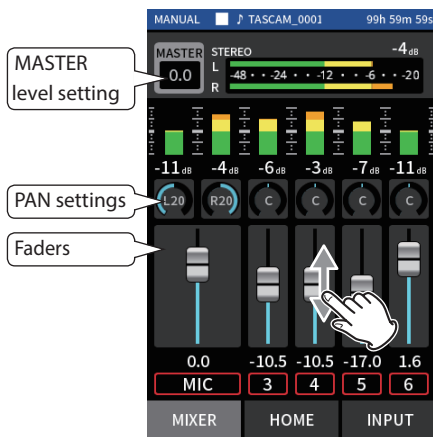 MANUAL ♪ TASCAM_0001 99h 59m 59s
MASTER level setting
MASTER STEREO -4dB
0.0
L
-48 · · -24 · · -12 · · -6 · · -20
R
-11dB -4dB -6dB -3dB -7dB -11dB
PAN settings
L20 R20 C C C C
Faders
0.0 -10.5 -10.5 -17.0 1.6
MIC 3 4 5 6
MIXER HOME INPUT